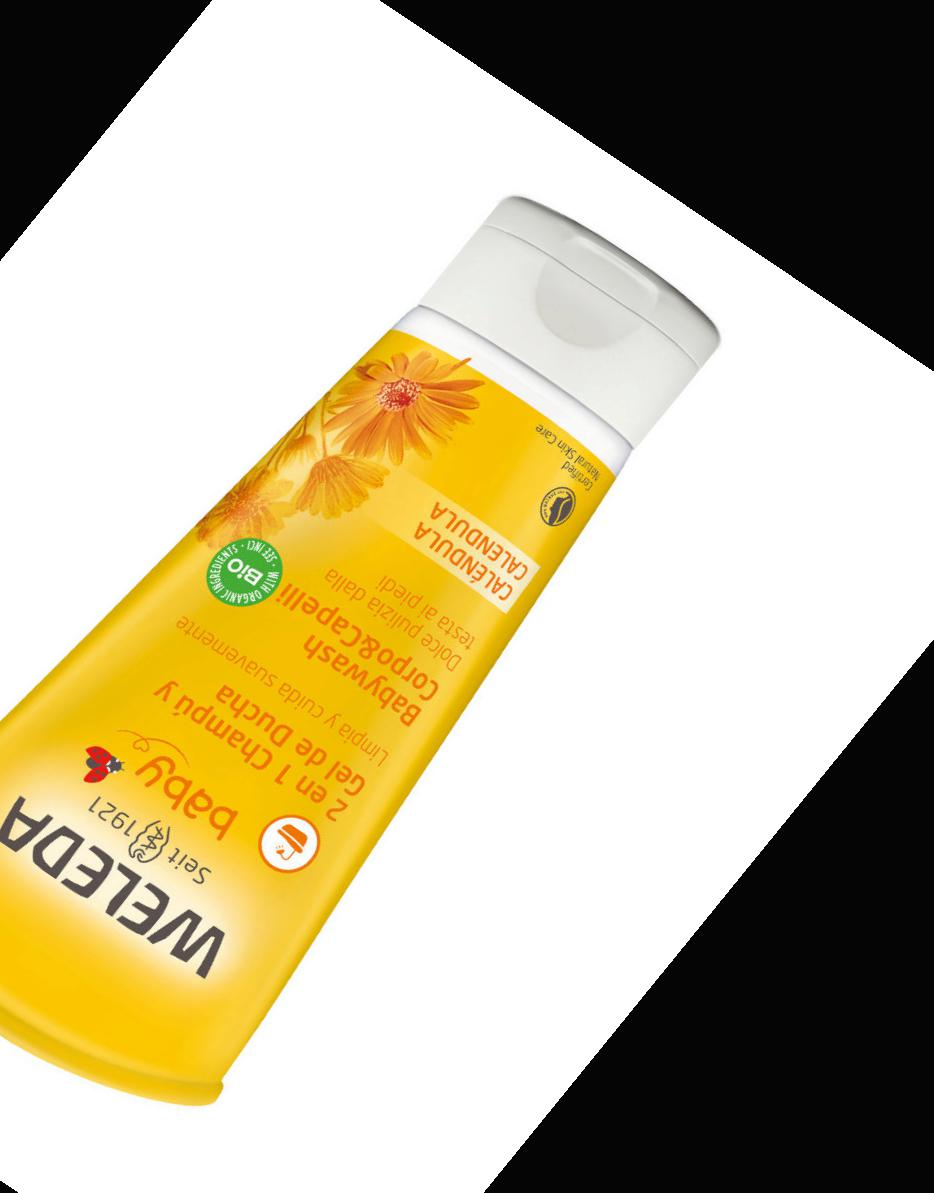 WELEDA
Seit 1921
baby
2 en 1 Champú y
Gel de Ducha
Limpia y cuida suavemente
Babywash
Corpo&Capelli
Dolce pulizia dalla
testa ai piedi
WITH ORGANIC INGREDIENTS · SEE INCI ·
BiO
CALÉNDULA
CALENDULA
Certified
Natural Skin Care